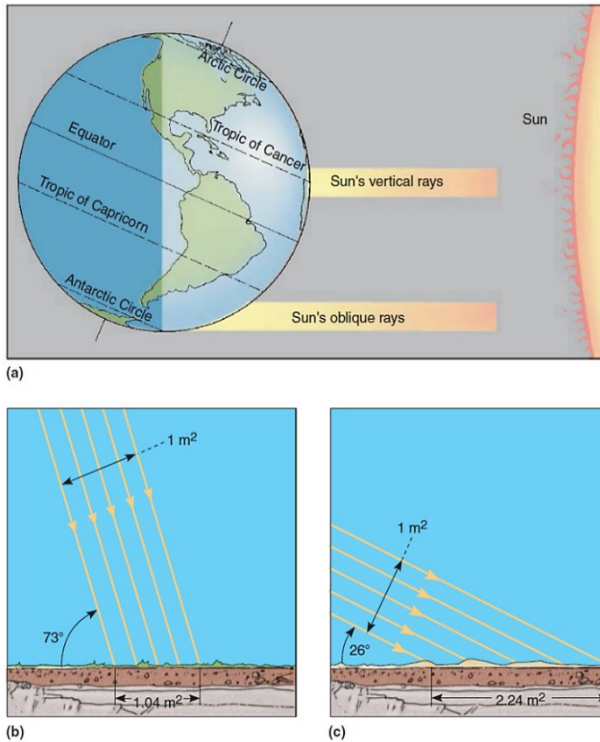 Arctic Circle
Sun
Tropic of Cancer
Equator
Sun's vertical rays
Tropic of Capricorn
Antarctic Circle
Sun's oblique rays
(a)
1 m²
73°
1.04 m²
(b)
1 m²
26°
2.24 m²
(c)